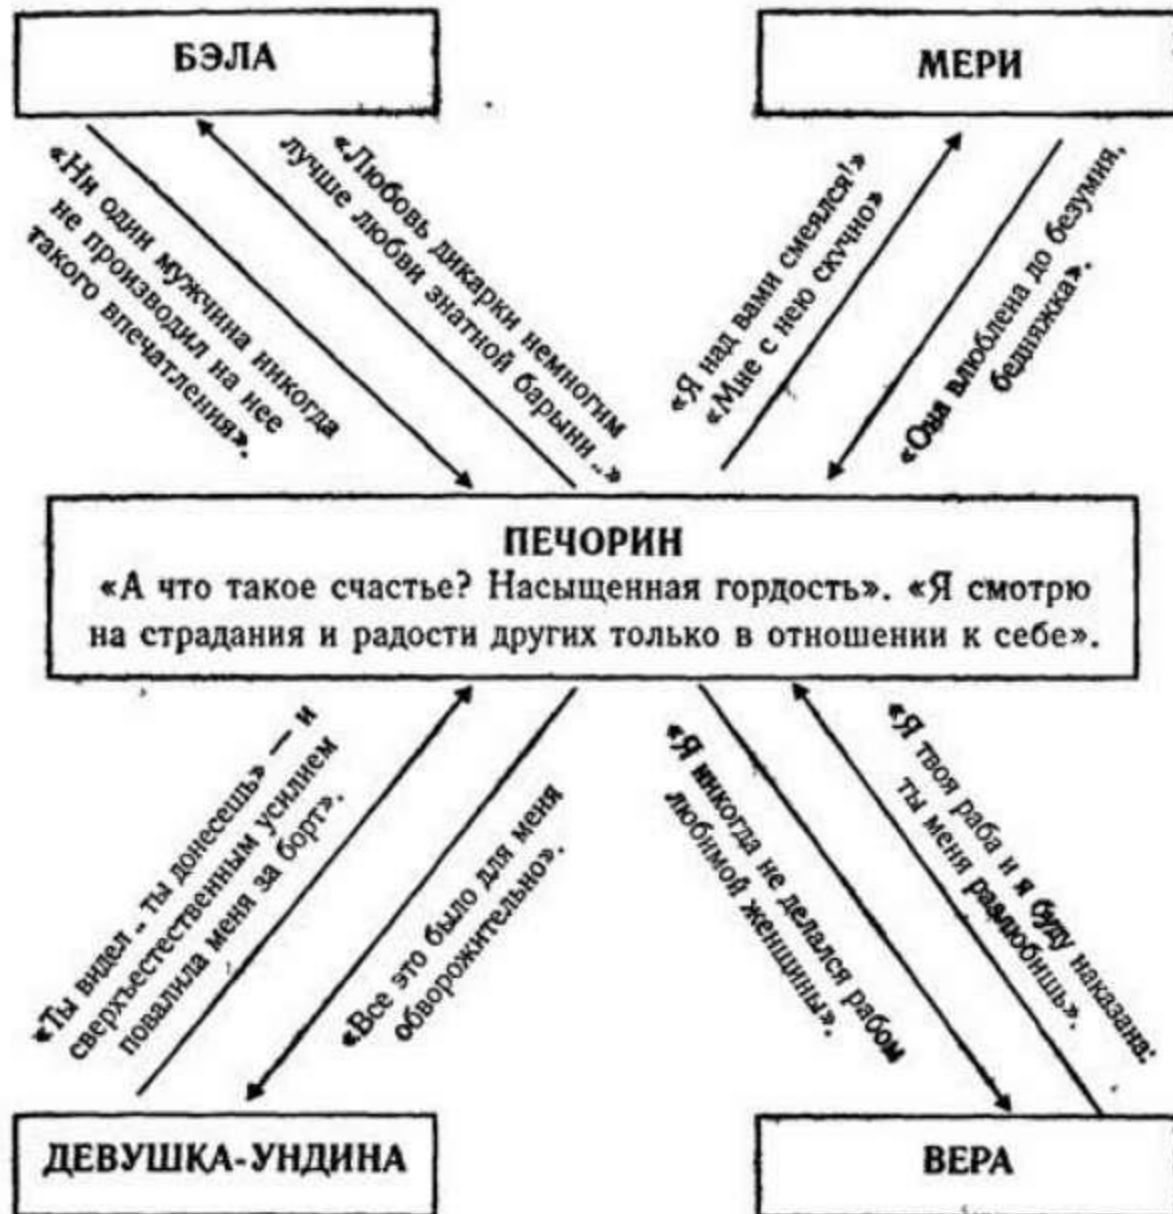 БЭЛА
МЕРИ
«Ни один мужчина никогда
не производил на нее
такого впечатления».
«Любовь дикарки немногим
лучше любви знатной барыни...»
«Я над вами смеялся!»
«Мне с нею скучно»
«Она влюблена до безумия,
бедняжка».
ПЕЧОРИН
«А что такое счастье? Насыщенная гордость». «Я смотрю
на страдания и радости других только в отношении к себе».
«Ты видел .. ты донесешь» — и
сверхъестественным усилием
повалила меня за борт».
«Все это было для меня
обворожительно».
«Я никогда не делался рабом
любимой женщины».
«Я твоя раба и я буду наказана:
ты меня разлюбишь».
ДЕВУШКА-УНДИНА
ВЕРА